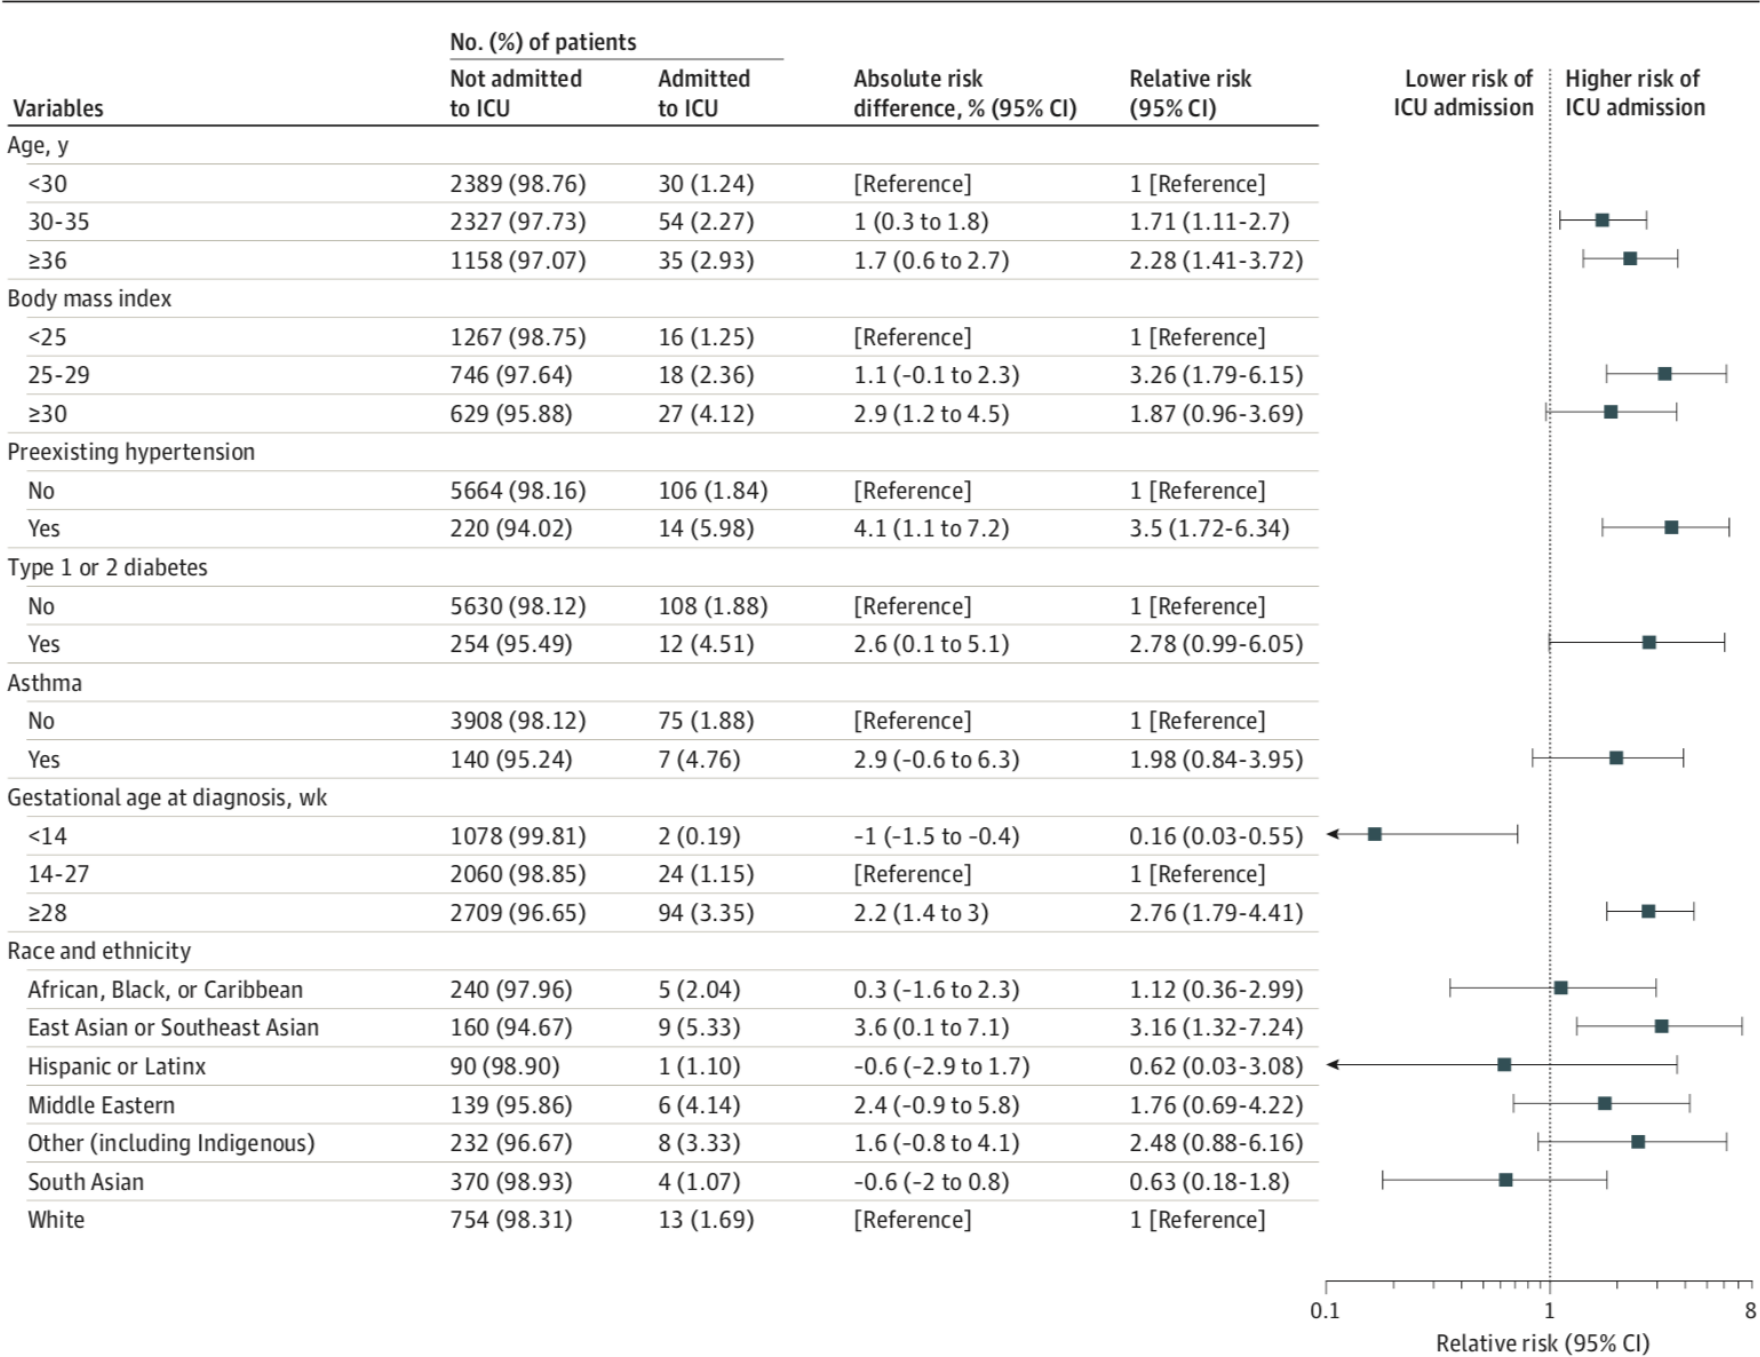 No. (%) of patients
Variables Not admitted to ICU Admitted to ICU Absolute risk difference, % (95% CI) Relative risk (95% CI) Lower risk of ICU admission Higher risk of ICU admission
Age, y
<30 2389 (98.76) 30 (1.24) [Reference] 1 [Reference]
30-35 2327 (97.73) 54 (2.27) 1 (0.3 to 1.8) 1.71 (1.11-2.7)
≥36 1158 (97.07) 35 (2.93) 1.7 (0.6 to 2.7) 2.28 (1.41-3.72)
Body mass index
<25 1267 (98.75) 16 (1.25) [Reference] 1 [Reference]
25-29 746 (97.64) 18 (2.36) 1.1 (-0.1 to 2.3) 3.26 (1.79-6.15)
≥30 629 (95.88) 27 (4.12) 2.9 (1.2 to 4.5) 1.87 (0.96-3.69)
Preexisting hypertension
No 5664 (98.16) 106 (1.84) [Reference] 1 [Reference]
Yes 220 (94.02) 14 (5.98) 4.1 (1.1 to 7.2) 3.5 (1.72-6.34)
Type 1 or 2 diabetes
No 5630 (98.12) 108 (1.88) [Reference] 1 [Reference]
Yes 254 (95.49) 12 (4.51) 2.6 (0.1 to 5.1) 2.78 (0.99-6.05)
Asthma
No 3908 (98.12) 75 (1.88) [Reference] 1 [Reference]
Yes 140 (95.24) 7 (4.76) 2.9 (-0.6 to 6.3) 1.98 (0.84-3.95)
Gestational age at diagnosis, wk
<14 1078 (99.81) 2 (0.19) -1 (-1.5 to -0.4) 0.16 (0.03-0.55)
14-27 2060 (98.85) 24 (1.15) [Reference] 1 [Reference]
≥28 2709 (96.65) 94 (3.35) 2.2 (1.4 to 3) 2.76 (1.79-4.41)
Race and ethnicity
African, Black, or Caribbean 240 (97.96) 5 (2.04) 0.3 (-1.6 to 2.3) 1.12 (0.36-2.99)
East Asian or Southeast Asian 160 (94.67) 9 (5.33) 3.6 (0.1 to 7.1) 3.16 (1.32-7.24)
Hispanic or Latinx 90 (98.90) 1 (1.10) -0.6 (-2.9 to 1.7) 0.62 (0.03-3.08)
Middle Eastern 139 (95.86) 6 (4.14) 2.4 (-0.9 to 5.8) 1.76 (0.69-4.22)
Other (including Indigenous) 232 (96.67) 8 (3.33) 1.6 (-0.8 to 4.1) 2.48 (0.88-6.16)
South Asian 370 (98.93) 4 (1.07) -0.6 (-2 to 0.8) 0.63 (0.18-1.8)
White 754 (98.31) 13 (1.69) [Reference] 1 [Reference]
0.1 1 8
Relative risk (95% CI)